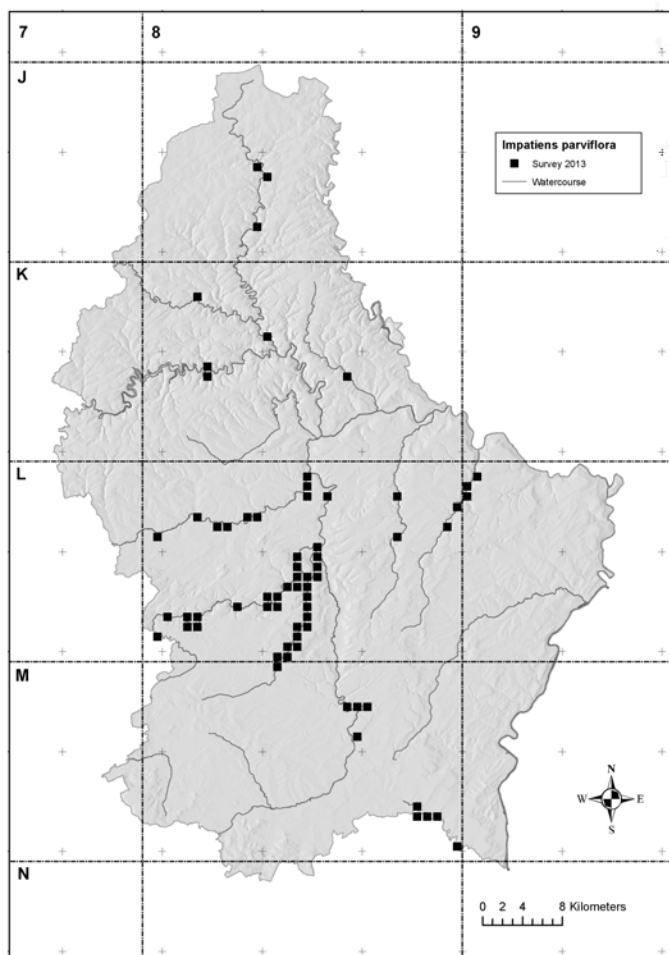 7 8 9
J
Impatiens parviflora
Survey 2013
Watercourse
K
L
M
N
W E
S
N
0 2 4 8 Kilometers